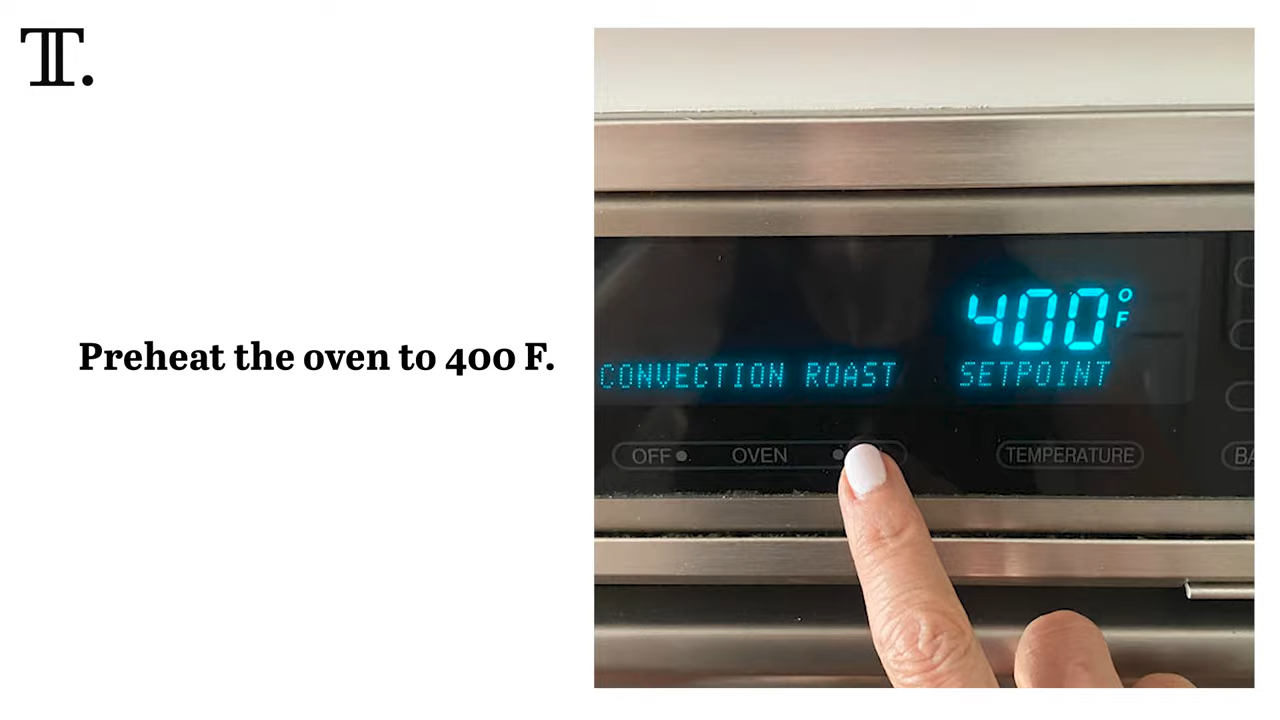 T.
Preheat the oven to 400 F.
400°F
CONVECTION ROAST SETPOINT
OFF • OVEN • TEMPERATURE